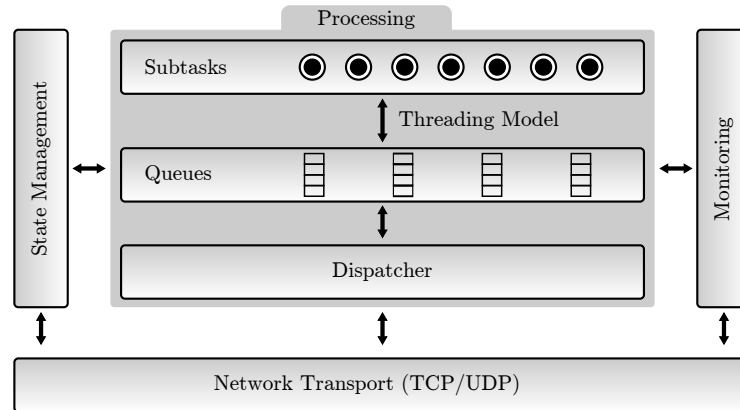 Processing
Subtasks
Threading Model
Queues
State Management
Monitoring
Dispatcher
Network Transport (TCP/UDP)